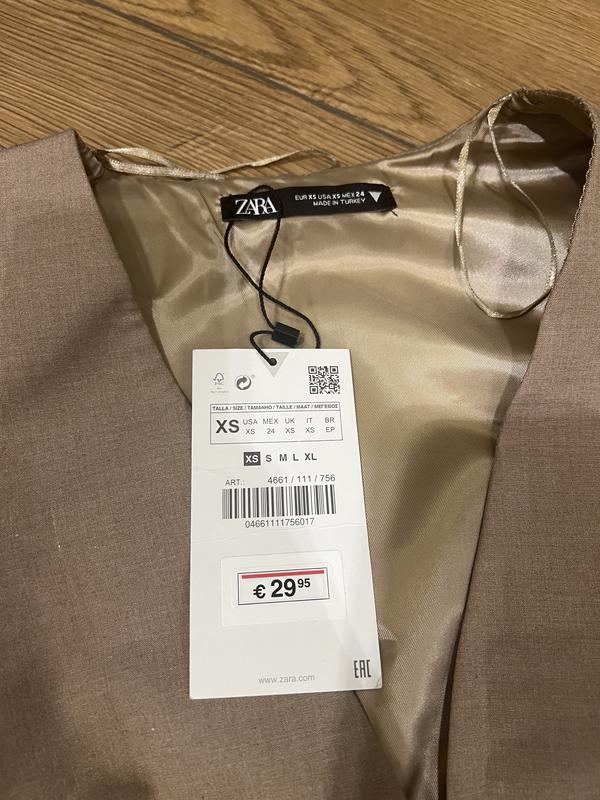 ZARA
EUR XS USA XS MEX 24
MADE IN TURKEY
FSC
TALLA / SIZE / TAMANHO / TAILLE / MAAT / ΜΕΓΕΘΟΣ
XS USA MEX UK IT BR
XS 24 XS XS EP
XS S M L XL
ART.: 4661 / 111 / 756
04661111756017
€ 29 95
www.zara.com
EAC